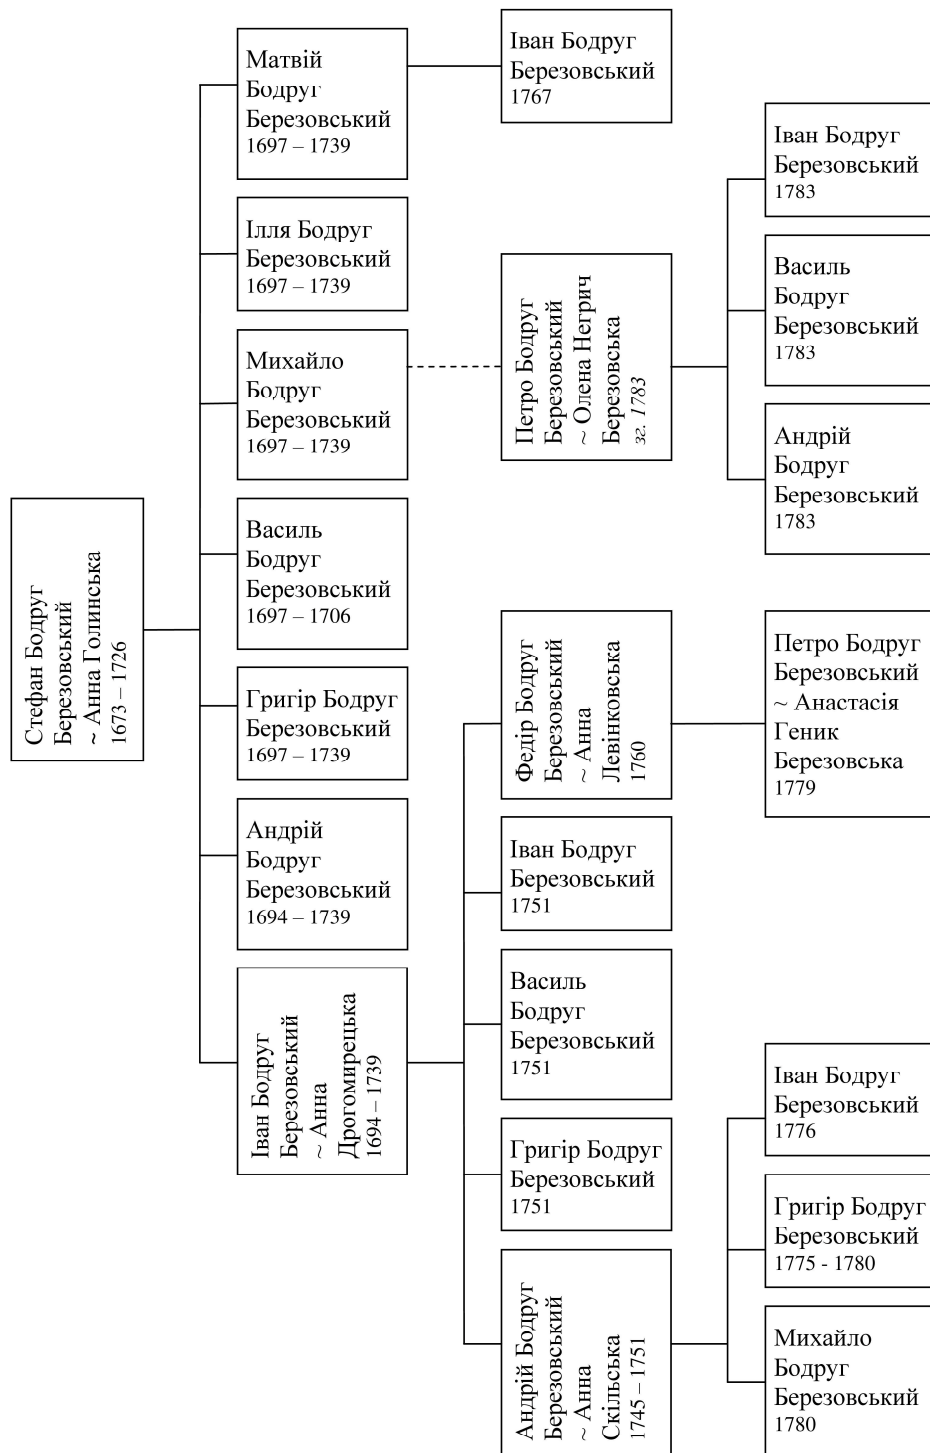 Стефан Бодруг
Березовський
~ Анна Голинська
1673 – 1726
Матвій
Бодруг
Березовський
1697 – 1739
Ілля Бодруг
Березовський
1697 – 1739
Михайло
Бодруг
Березовський
1697 – 1739
Василь
Бодруг
Березовський
1697 – 1706
Григір Бодруг
Березовський
1697 – 1739
Андрій
Бодруг
Березовський
1694 – 1739
Іван Бодруг
Березовський
~ Анна
Дрогомирецька
1694 – 1739
Іван Бодруг
Березовський
1767
Петро Бодруг
Березовський
~ Олена Негрич
Березовська
зг. 1783
Федір Бодруг
Березовський
~ Анна
Левінковська
1760
Іван Бодруг
Березовський
1751
Василь
Бодруг
Березовський
1751
Григір Бодруг
Березовський
1751
Андрій Бодруг
Березовський
~ Анна
Скільська
1745 – 1751
Іван Бодруг
Березовський
1783
Василь
Бодруг
Березовський
1783
Андрій
Бодруг
Березовський
1783
Петро Бодруг
Березовський
~ Анастасія
Геник
Березовська
1779
Іван Бодруг
Березовський
1776
Григір Бодруг
Березовський
1775 - 1780
Михайло
Бодруг
Березовський
1780